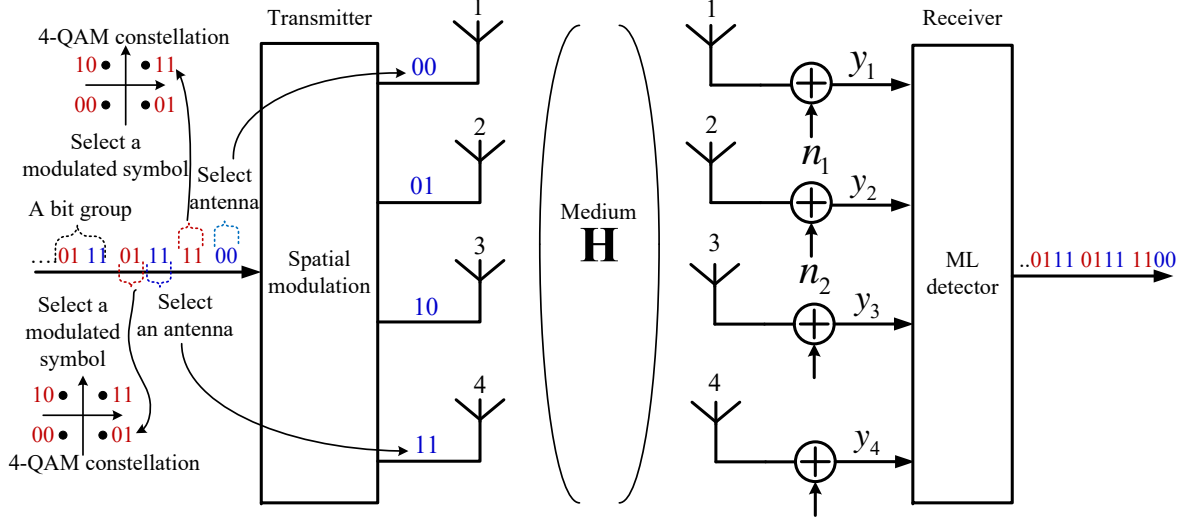 Transmitter
4-QAM constellation
10 11
00 01
Select a
modulated symbol
Select
antenna
A bit group
....01 11 01 11 11 00
Select a
modulated
symbol
Select
an antenna
10 11
00 01
4-QAM constellation
Spatial
modulation
1
00
2
01
3
10
4
11
Medium
H
1
y1
n1
2
y2
n2
3
y3
4
y4
Receiver
ML
detector
..0111 0111 1100